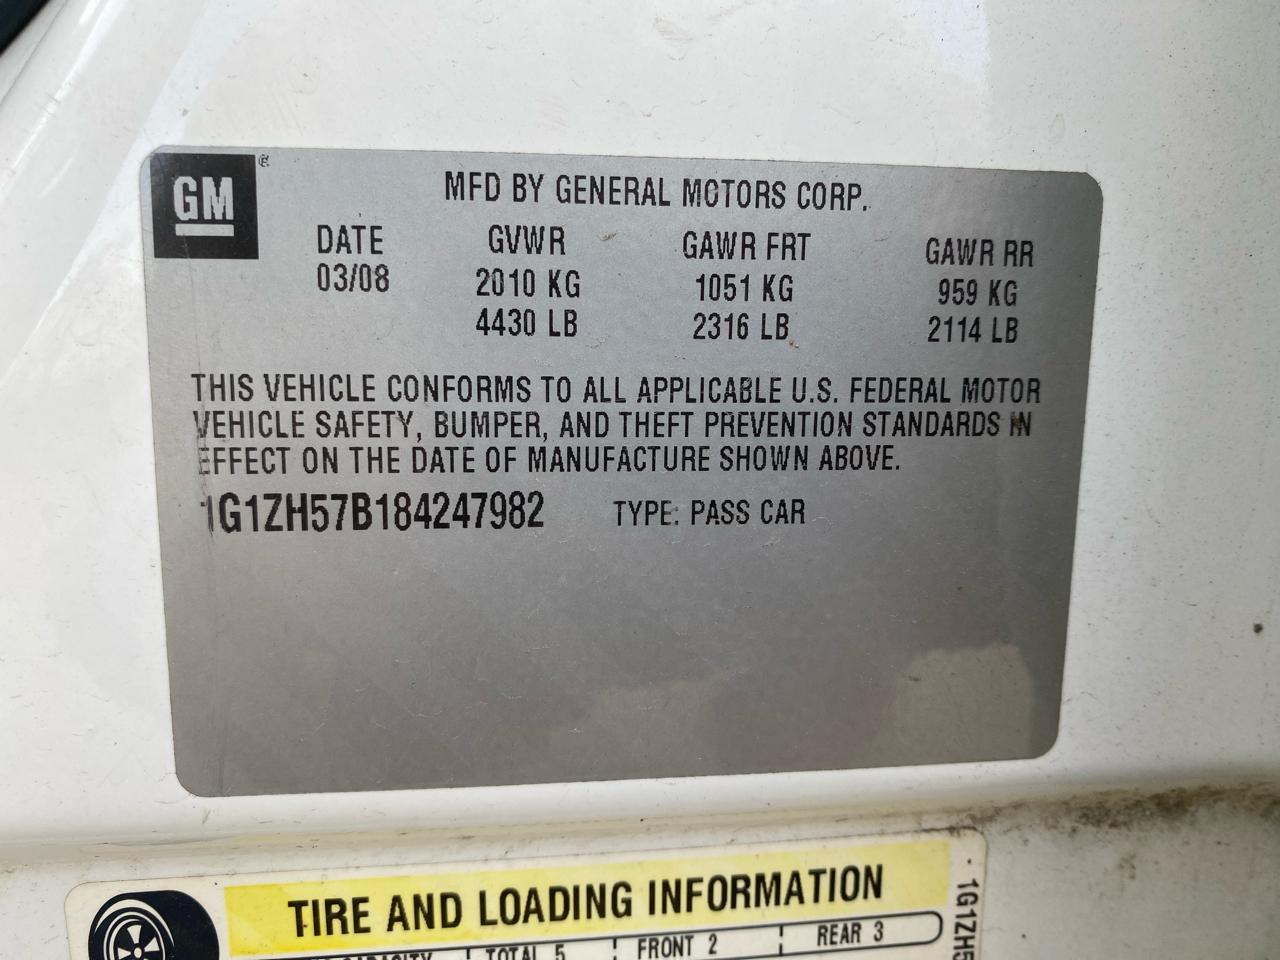 GM
MFD BY GENERAL MOTORS CORP.
DATE GVWR GAWR FRT GAWR RR
03/08 2010 KG 1051 KG 959 KG
4430 LB 2316 LB 2114 LB
THIS VEHICLE CONFORMS TO ALL APPLICABLE U.S. FEDERAL MOTOR
VEHICLE SAFETY, BUMPER, AND THEFT PREVENTION STANDARDS IN
EFFECT ON THE DATE OF MANUFACTURE SHOWN ABOVE.
1G1ZH57B184247982 TYPE: PASS CAR
TIRE AND LOADING INFORMATION
CAPACITY TOTAL 5 FRONT 2 REAR 3
1G1ZH5